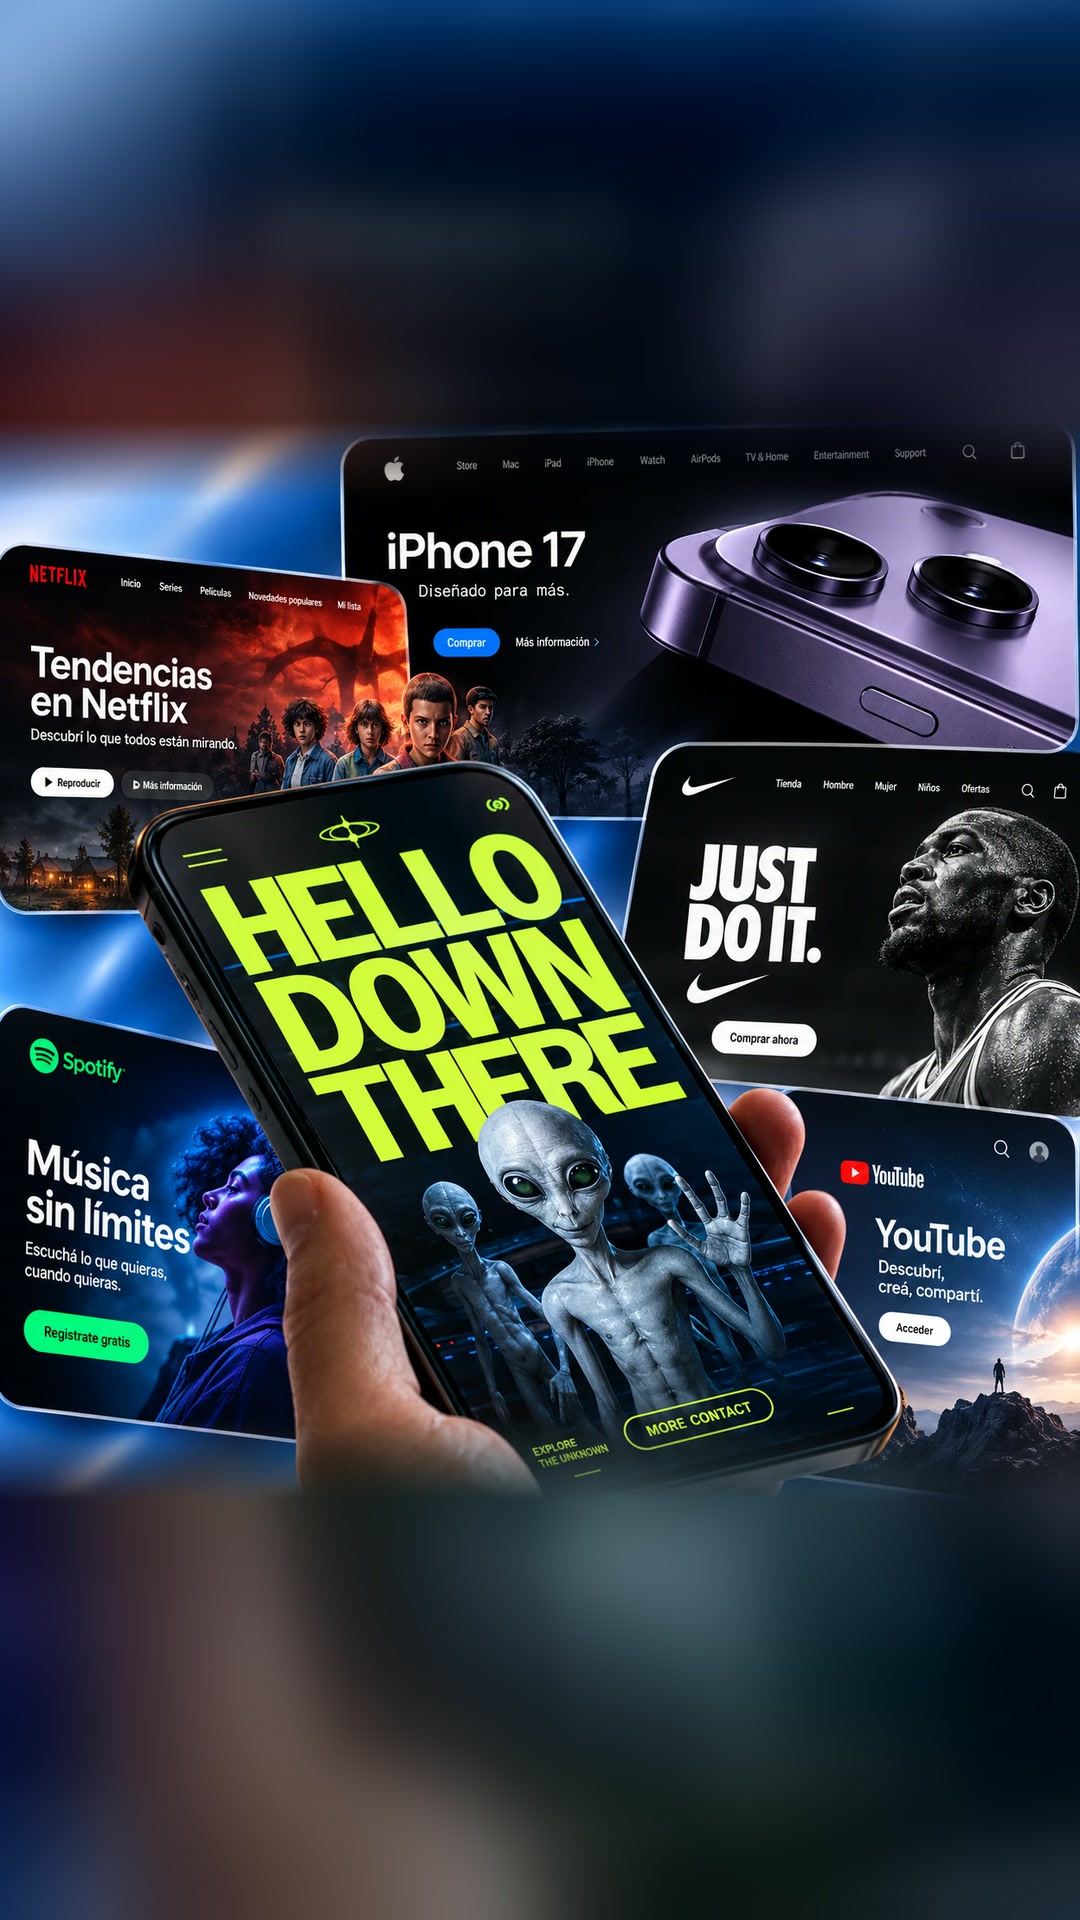 Store Mac iPad iPhone Watch AirPods TV & Home Entertainment Support
iPhone 17
Diseñado para más.
Comprar Más información >
NETFLIX Inicio Series Películas Novedades populares Mi lista
Tendencias
en Netflix
Descubrí lo que todos están mirando.
Reproducir Más información
Tienda Hombre Mujer Niños Ofertas
JUST
DO IT.
Comprar ahora
HELLO
DOWN
THERE
EXPLORE
THE UNKNOWN
MORE CONTACT
Spotify
Música
sin límites
Escuchá lo que quieras,
cuando quieras.
Registrate gratis
YouTube
YouTube
Descubrí,
creá, compartí.
Acceder